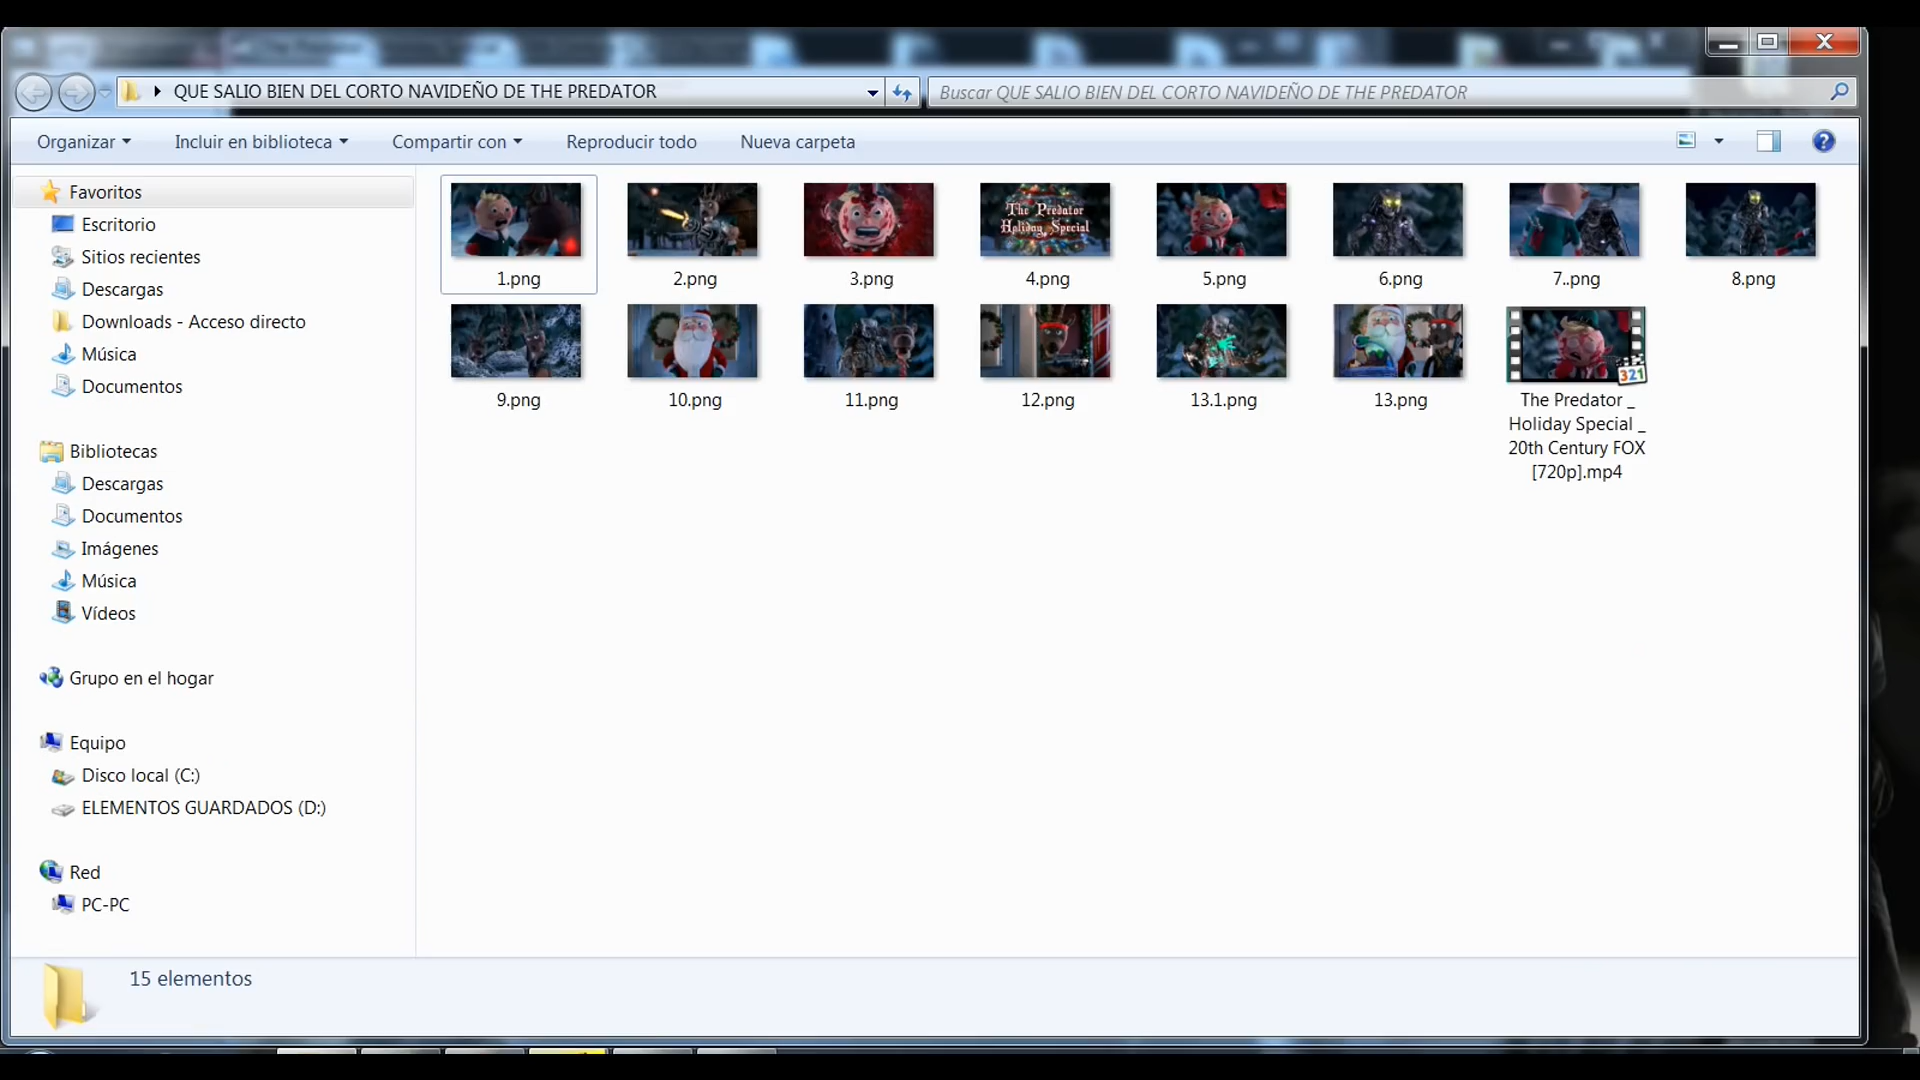 QUE SALIO BIEN DEL CORTO NAVIDEÑO DE THE PREDATOR
Buscar QUE SALIO BIEN DEL CORTO NAVIDEÑO DE THE PREDATOR
Organizar
Incluir en biblioteca
Compartir con
Reproducir todo
Nueva carpeta
Favoritos
Escritorio
Sitios recientes
Descargas
Downloads - Acceso directo
Música
Documentos
Bibliotecas
Descargas
Documentos
Imágenes
Música
Vídeos
Grupo en el hogar
Equipo
Disco local (C:)
ELEMENTOS GUARDADOS (D:)
Red
PC-PC
The Predator
Holiday Special
1.png
2.png
3.png
4.png
5.png
6.png
7..png
8.png
321
9.png
10.png
11.png
12.png
13.1.png
13.png
The Predator _
Holiday Special _
20th Century FOX
[720p].mp4
15 elementos